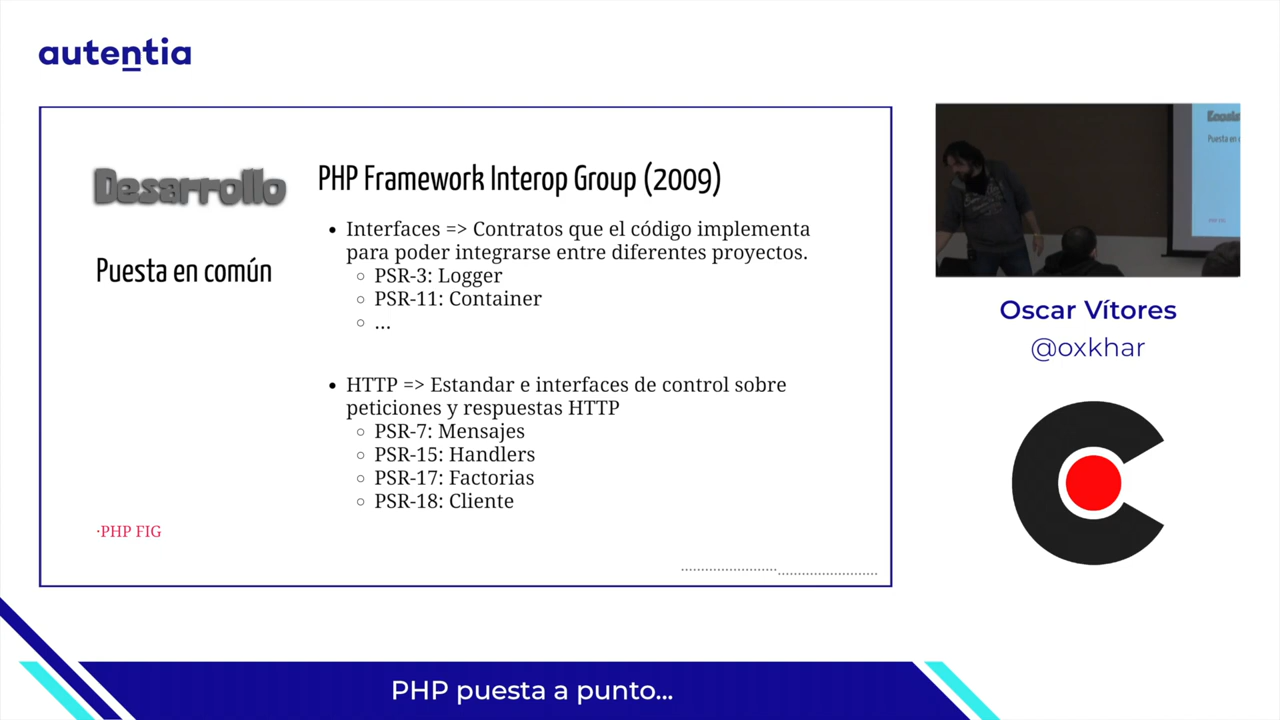 autentia
Desarrollo
Puesta en común
·PHP FIG
PHP Framework Interop Group (2009)
• Interfaces => Contratos que el código implementa
para poder integrarse entre diferentes proyectos.
○ PSR-3: Logger
○ PSR-11: Container
○ ...
• HTTP => Estandar e interfaces de control sobre
peticiones y respuestas HTTP
○ PSR-7: Mensajes
○ PSR-15: Handlers
○ PSR-17: Factorias
○ PSR-18: Cliente
Puesta en
Oscar Vítores
@oxkhar
PHP puesta a punto...